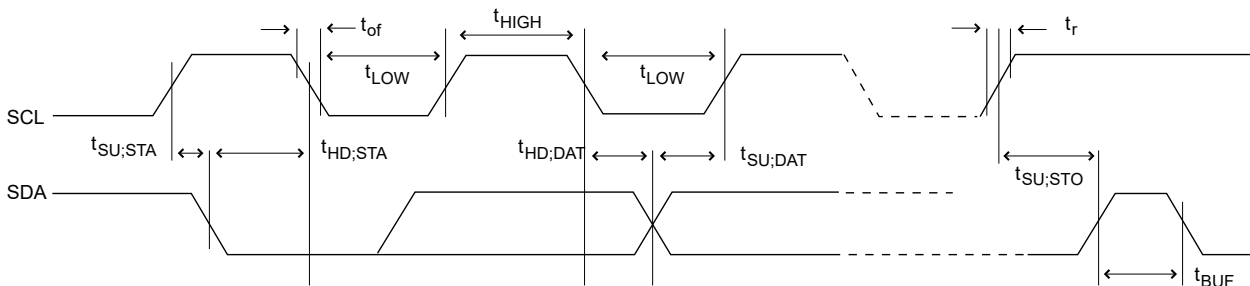 t_of
t_HIGH
t_r
t_LOW
t_LOW
SCL
t_SU;STA
t_HD;STA
t_HD;DAT
t_SU;DAT
t_SU;STO
SDA
t_BUF